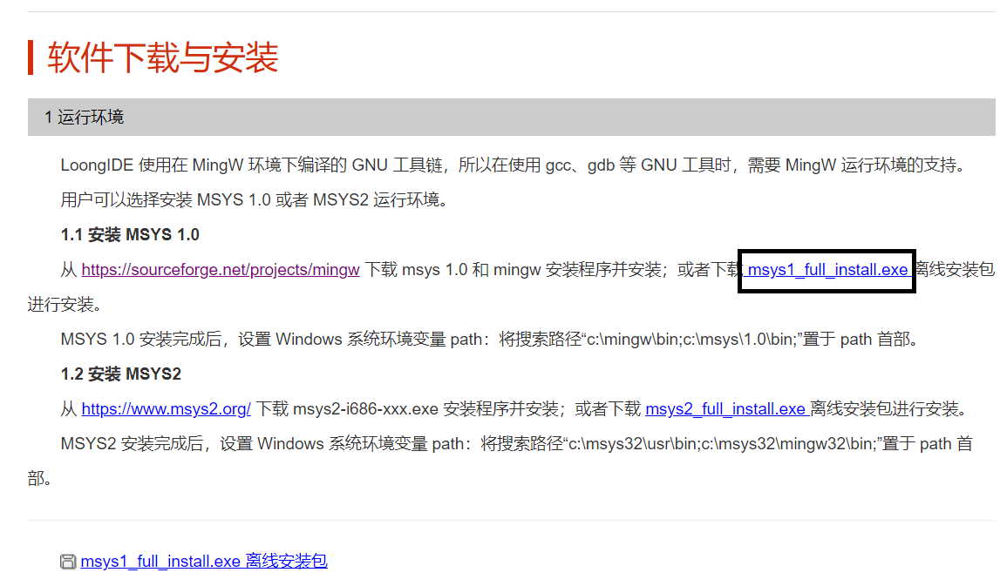 软件下载与安装
1 运行环境
LoongIDE 使用在 MingW 环境下编译的 GNU 工具链，所以在使用 gcc、gdb 等 GNU 工具时，需要 MingW 运行环境的支持。
用户可以选择安装 MSYS 1.0 或者 MSYS2 运行环境。
1.1 安装 MSYS 1.0
从 https://sourceforge.net/projects/mingw 下载 msys 1.0 和 mingw 安装程序并安装；或者下载 msys1_full_install.exe 离线安装包
进行安装。
MSYS 1.0 安装完成后，设置 Windows 系统环境变量 path：将搜索路径“c:\mingw\bin;c:\msys\1.0\bin;”置于 path 首部。
1.2 安装 MSYS2
从 https://www.msys2.org/ 下载 msys2-i686-xxx.exe 安装程序并安装；或者下载 msys2_full_install.exe 离线安装包进行安装。
MSYS2 安装完成后，设置 Windows 系统环境变量 path：将搜索路径“c:\msys32\usr\bin;c:\msys32\mingw32\bin;”置于 path 首
部。
msys1_full_install.exe 离线安装包